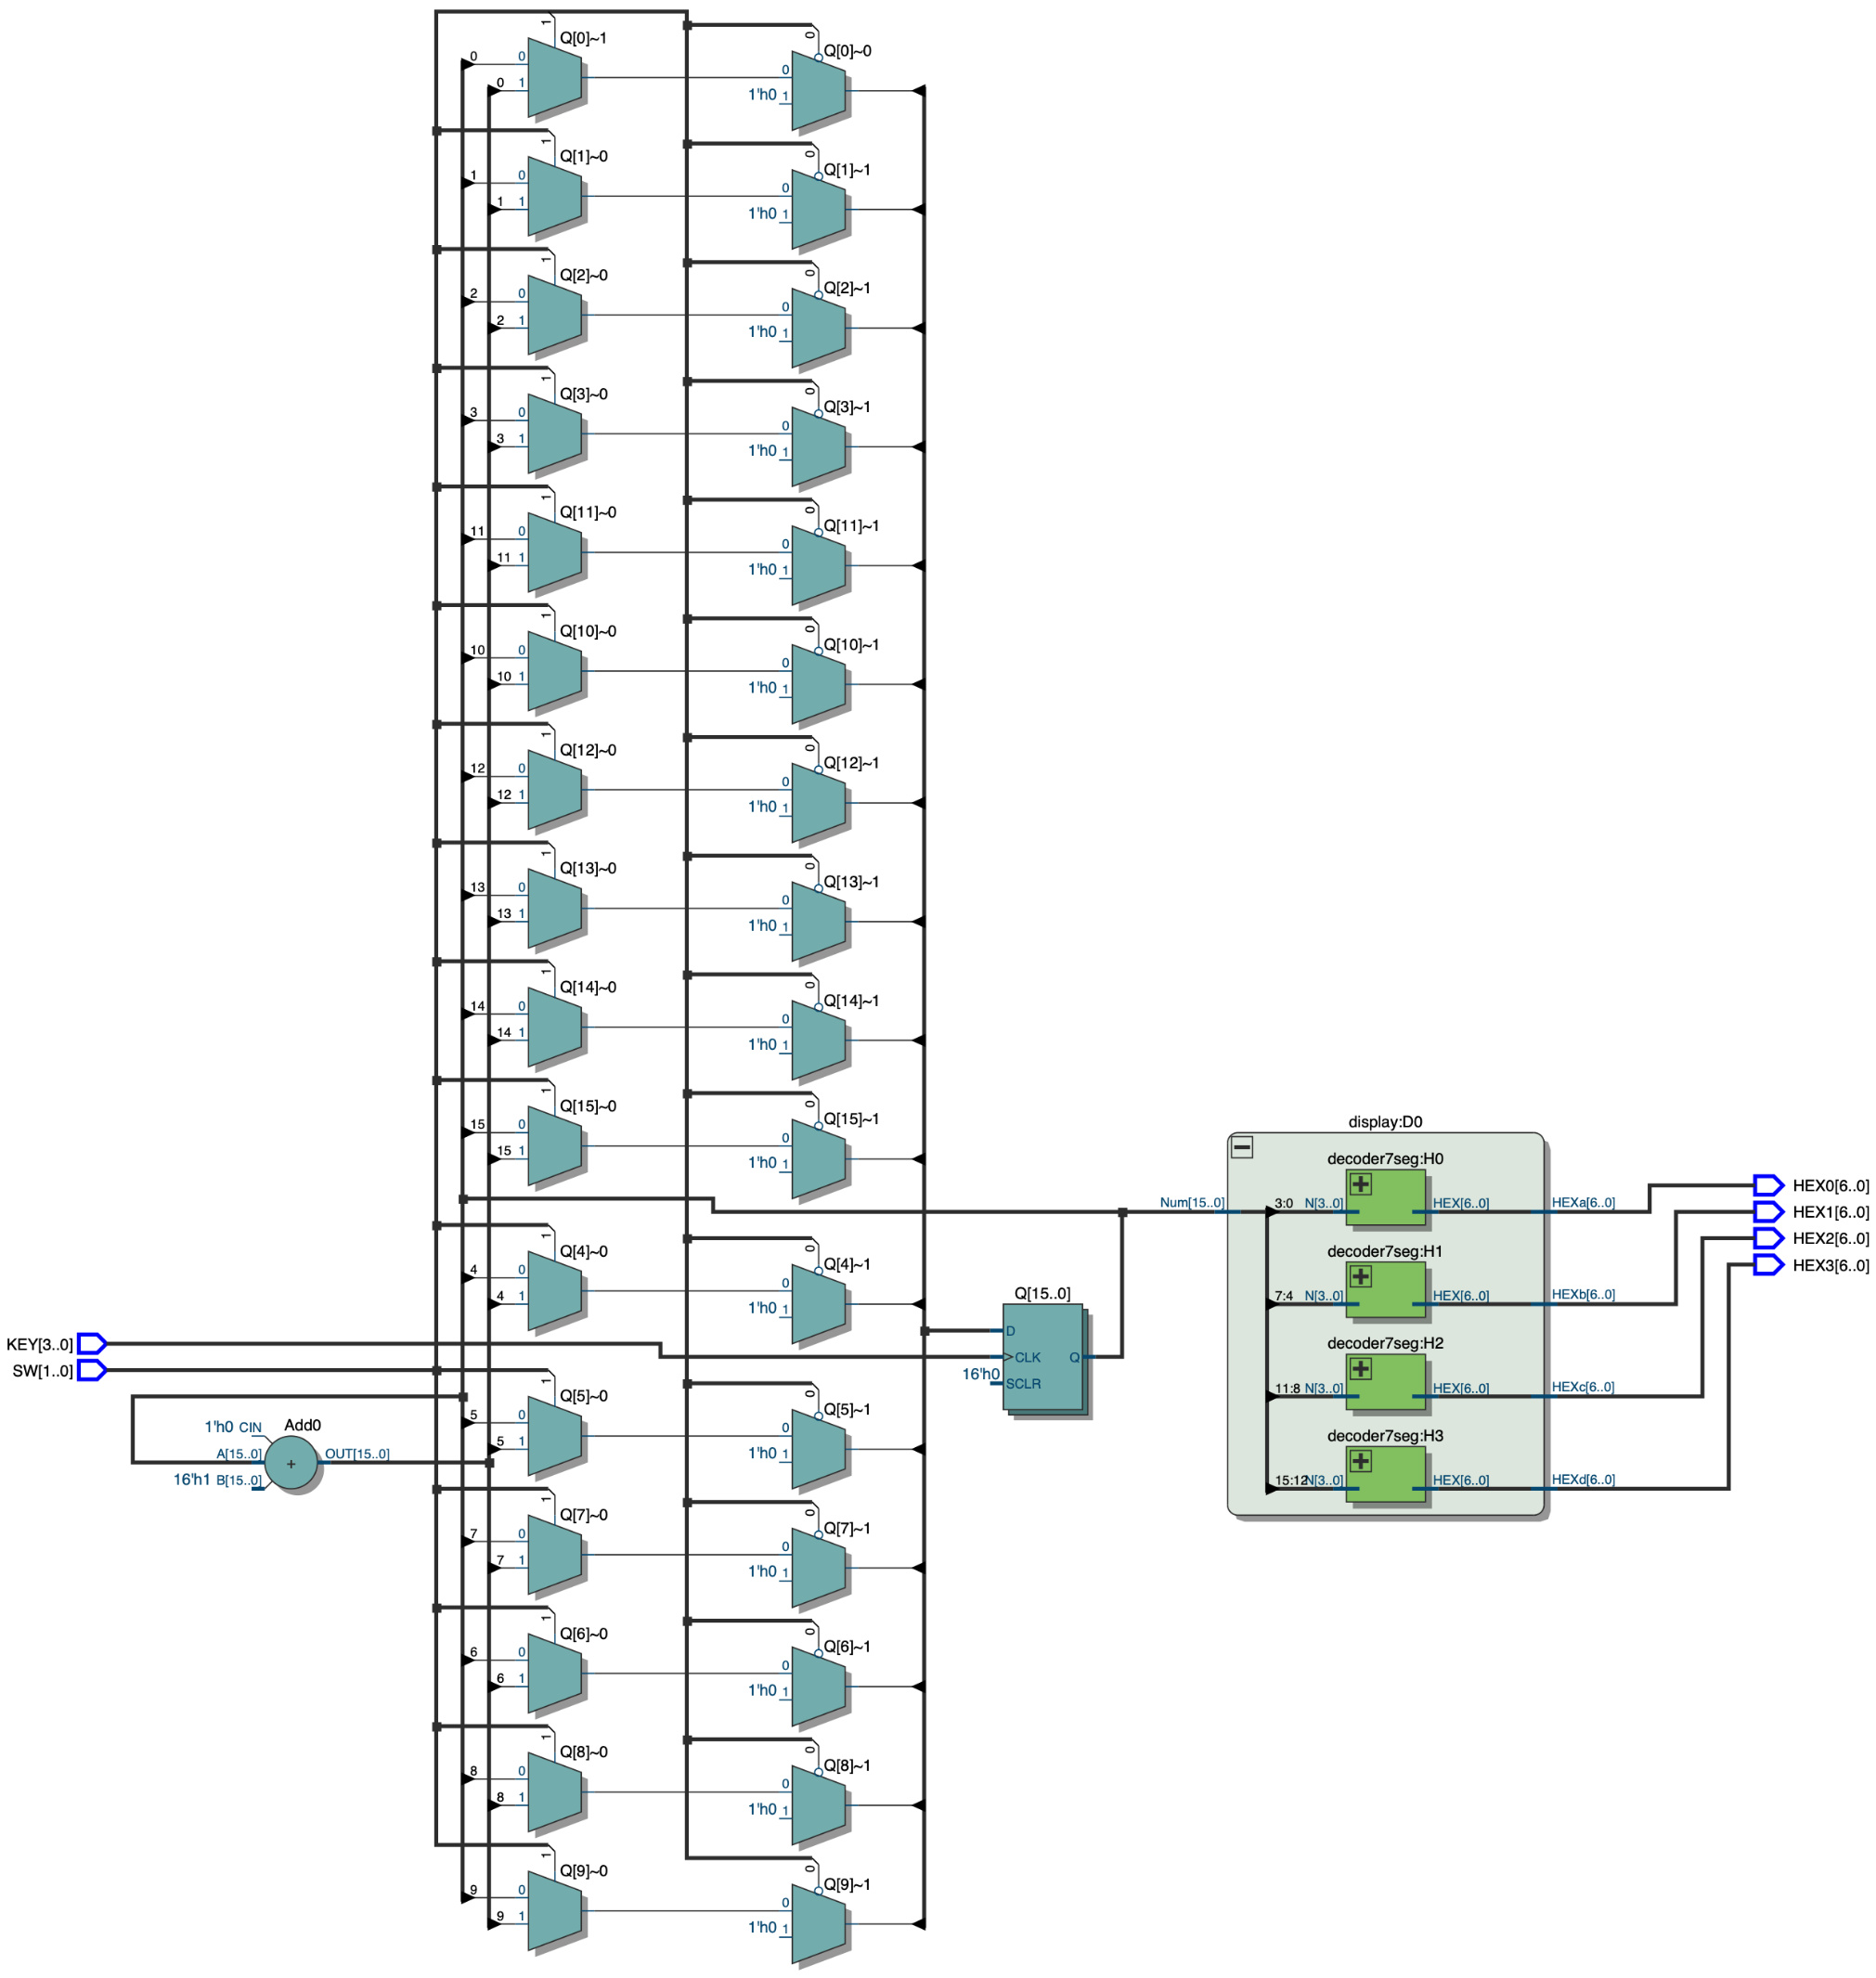 1 Q[0]~1 0 Q[0]~0
0 0 0
0 1 1'h0 1
1 Q[1]~0 0 Q[1]~1
1 0 0
1 1 1'h0 1
1 Q[2]~0 0 Q[2]~1
2 0 0
2 1 1'h0 1
1 Q[3]~0 0 Q[3]~1
3 0 0
3 1 1'h0 1
1 Q[11]~0 0 Q[11]~1
11 0 0
11 1 1'h0 1
1 Q[10]~0 0 Q[10]~1
10 0 0
10 1 1'h0 1
1 Q[12]~0 0 Q[12]~1
12 0 0
12 1 1'h0 1
1 Q[13]~0 0 Q[13]~1
13 0 0
13 1 1'h0 1
1 Q[14]~0 0 Q[14]~1
14 0 0
14 1 1'h0 1
1 Q[15]~0 0 Q[15]~1
15 0 0
15 1 1'h0 1
1 Q[4]~0 0 Q[4]~1
4 0 0
4 1 1'h0 1
KEY[3..0]
SW[1..0]
1 Q[5]~0 0 Q[5]~1
5 0 0
5 1 1'h0 1
Add0
1'h0 CIN
A[15..0] + OUT[15..0]
16'h1 B[15..0]
1 Q[7]~0 0 Q[7]~1
7 0 0
7 1 1'h0 1
1 Q[6]~0 0 Q[6]~1
6 0 0
6 1 1'h0 1
1 Q[8]~0 0 Q[8]~1
8 0 0
8 1 1'h0 1
1 Q[9]~0 0 Q[9]~1
9 0 0
9 1 1'h0 1
Q[15..0]
D
CLK Q
16'h0 SCLR
display:D0
decoder7seg:H0
Num[15..0] 3:0 N[3..0] HEX[6..0] HEXa[6..0]
decoder7seg:H1
7:4 N[3..0] HEX[6..0] HEXb[6..0]
decoder7seg:H2
11:8 N[3..0] HEX[6..0] HEXc[6..0]
decoder7seg:H3
15:12 N[3..0] HEX[6..0] HEXd[6..0]
HEX0[6..0]
HEX1[6..0]
HEX2[6..0]
HEX3[6..0]